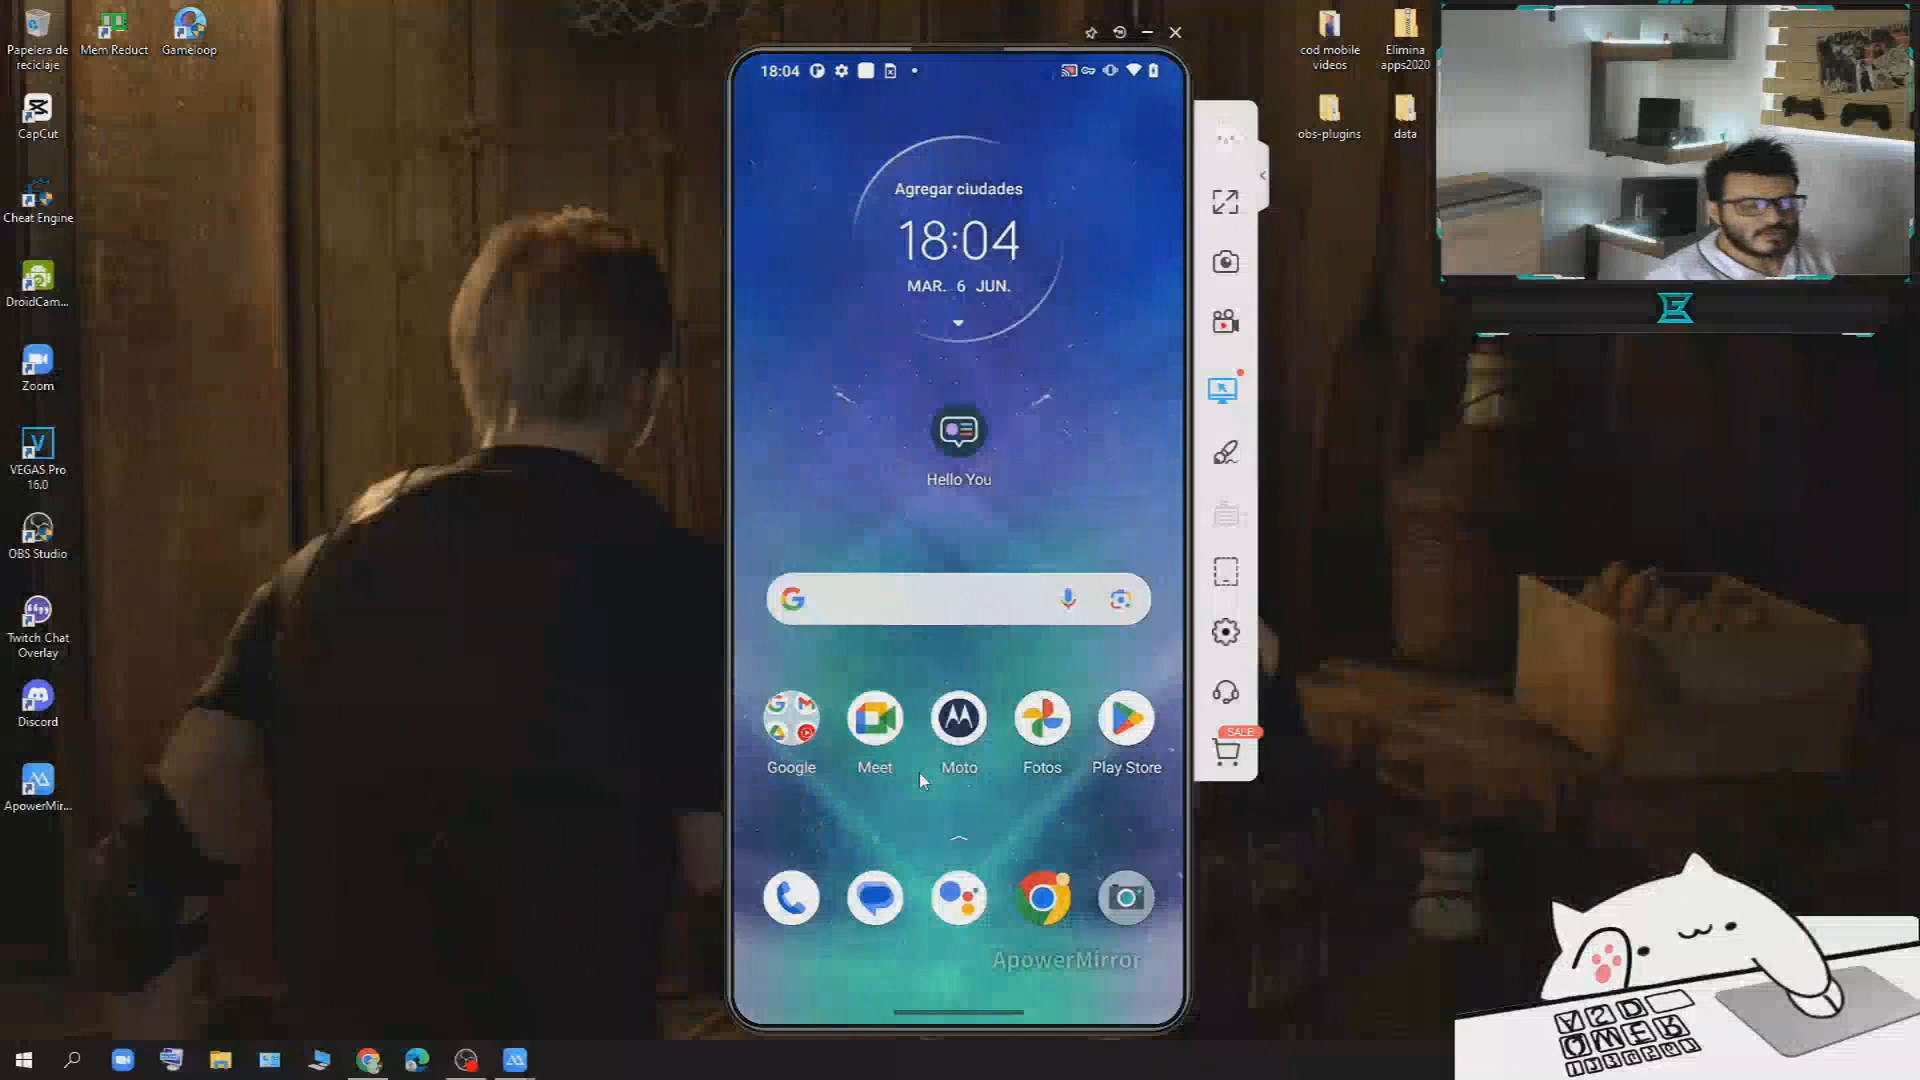 Papelera de
reciclaje
Mem Reduct
Gameloop
CapCut
Cheat Engine
DroidCam...
Zoom
VEGAS Pro
16.0
OBS Studio
Twitch Chat
Overlay
Discord
ApowerMir...
18:04
Agregar ciudades
18:04
MAR. 6 JUN.
Hello You
Google
Meet
Moto
Fotos
Play Store
ApowerMirror
SALE
cod mobile
videos
Elimina
apps2020
obs-plugins
data